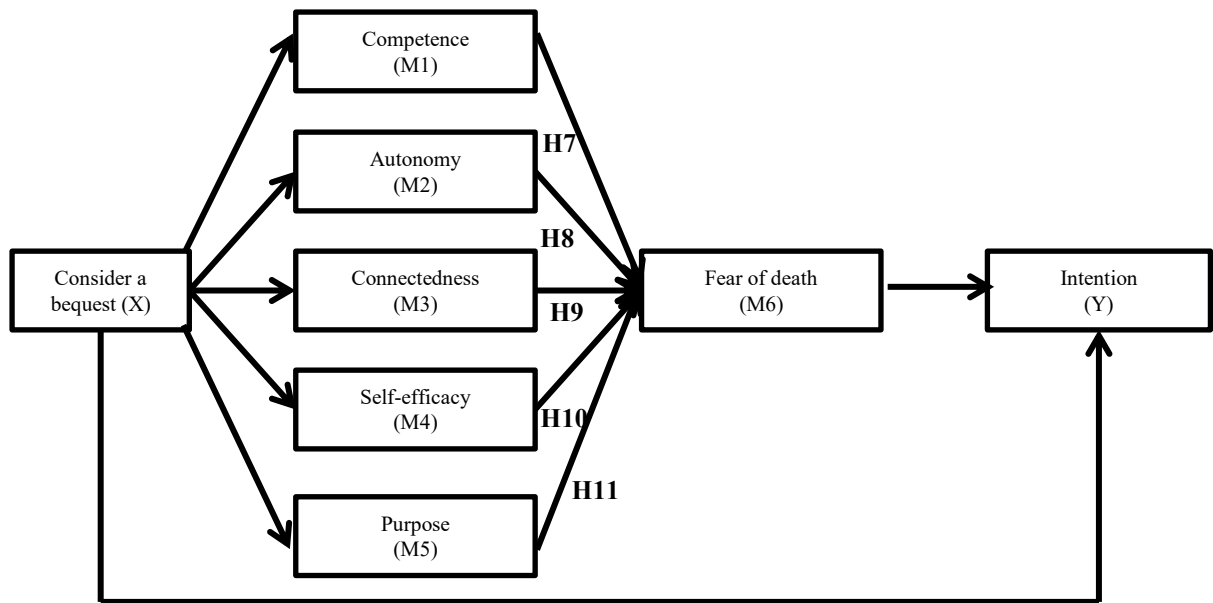 Competence
(M1)
H7
Autonomy
(M2)
H8
Consider a
bequest (X)
Connectedness
(M3)
H9
Fear of death
(M6)
Intention
(Y)
Self-efficacy
(M4)
H10
H11
Purpose
(M5)